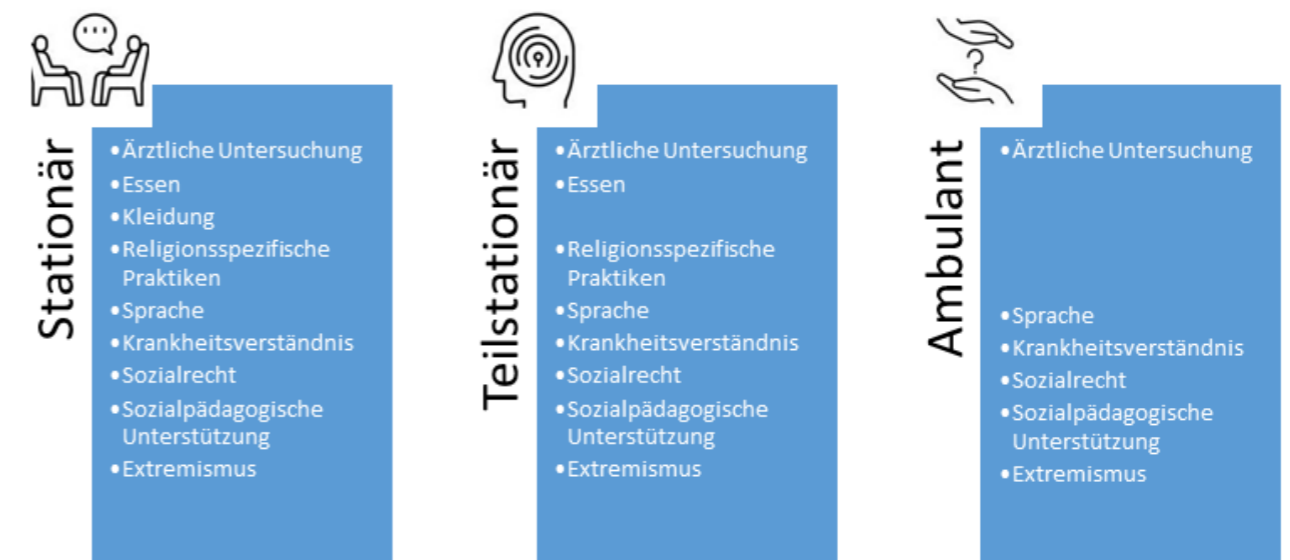 Stationär
•Ärztliche Untersuchung
•Essen
•Kleidung
•Religionsspezifische
Praktiken
•Sprache
•Krankheitsverständnis
•Sozialrecht
•Sozialpädagogische
Unterstützung
•Extremismus
Teilstationär
•Ärztliche Untersuchung
•Essen
•Religionsspezifische
Praktiken
•Sprache
•Krankheitsverständnis
•Sozialrecht
•Sozialpädagogische
Unterstützung
•Extremismus
?
Ambulant
•Ärztliche Untersuchung
•Sprache
•Krankheitsverständnis
•Sozialrecht
•Sozialpädagogische
Unterstützung
•Extremismus